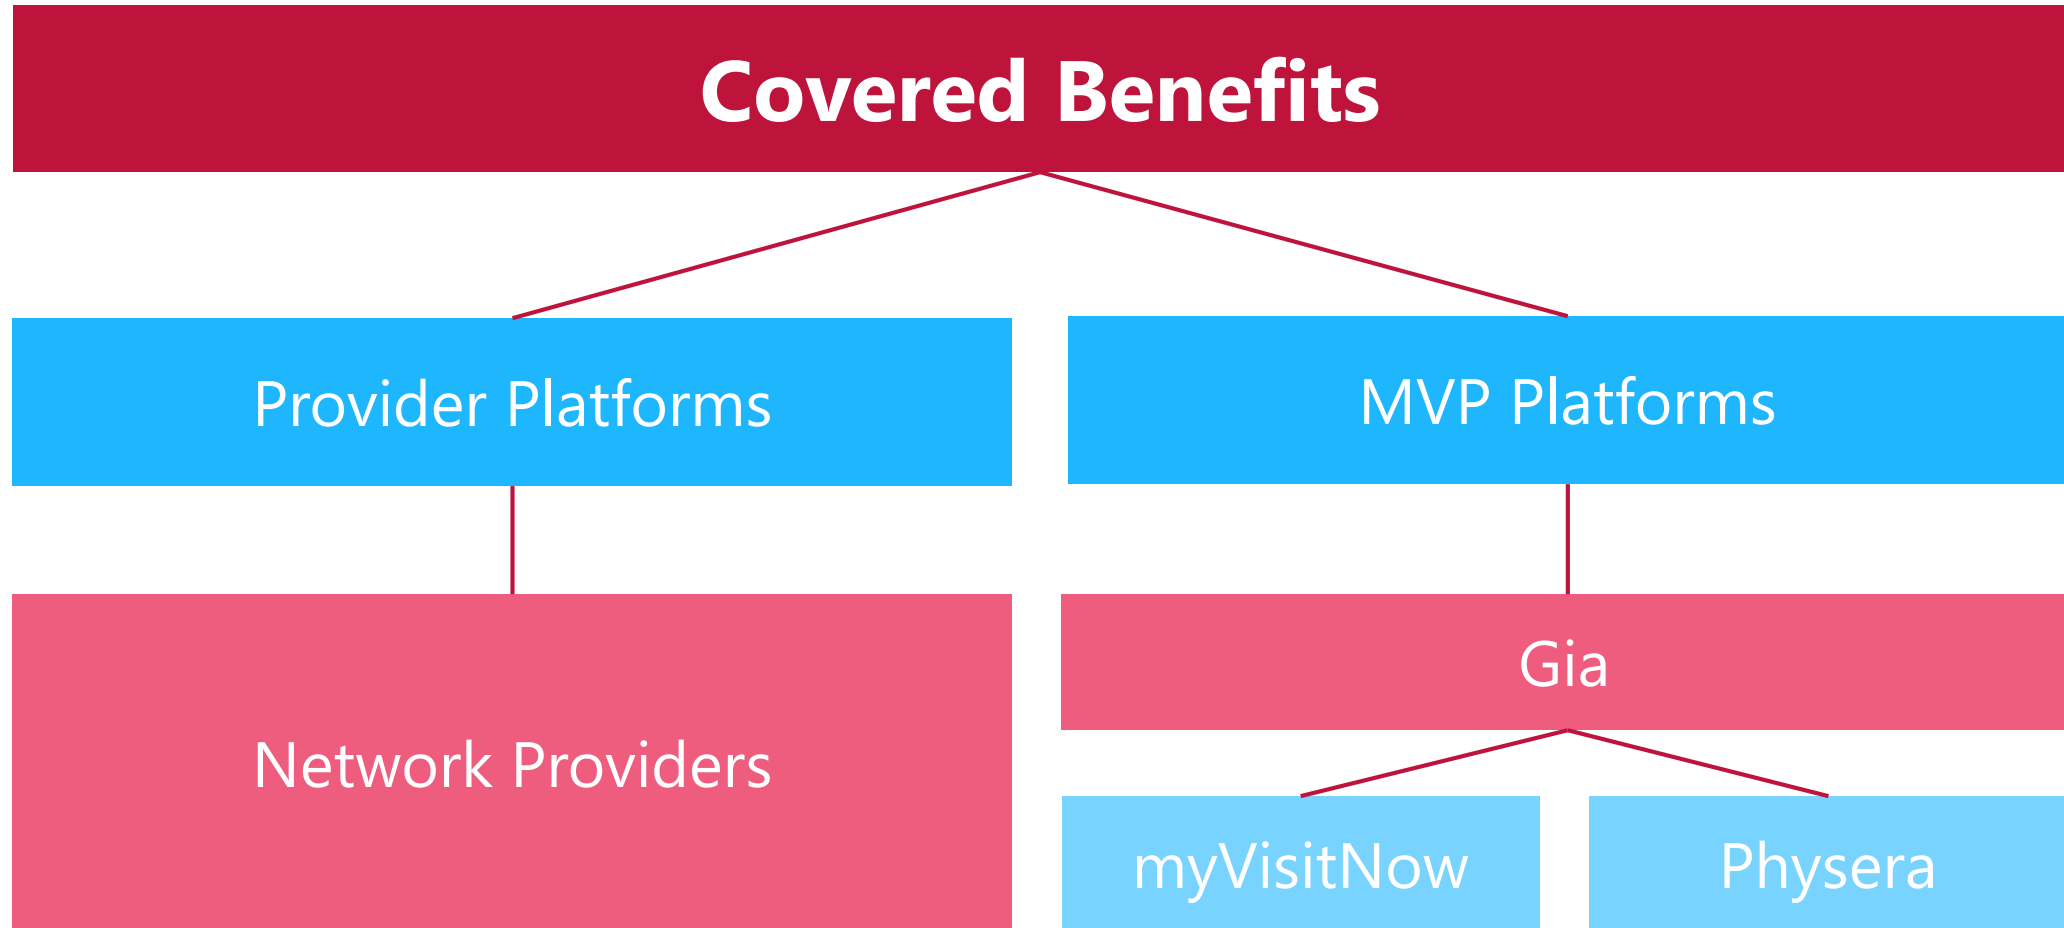 Covered Benefits
Provider Platforms
MVP Platforms
Network Providers
Gia
myVisitNow
Physera